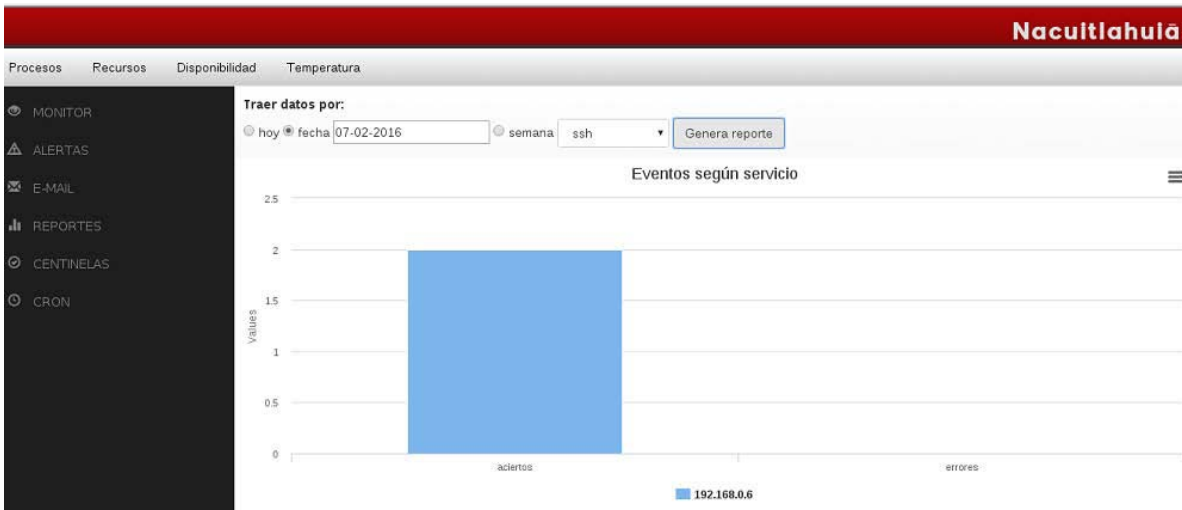 Nacuitlahuiā
Procesos Recursos Disponibilidad Temperatura
MONITOR
ALERTAS
E-MAIL
REPORTES
CENTINELAS
CRON
Traer datos por:
hoy fecha 07-02-2016 semana ssh Genera reporte
Eventos según servicio
2.5
2
1.5
1
0.5
0
Values
aciertos errores
192.168.0.6